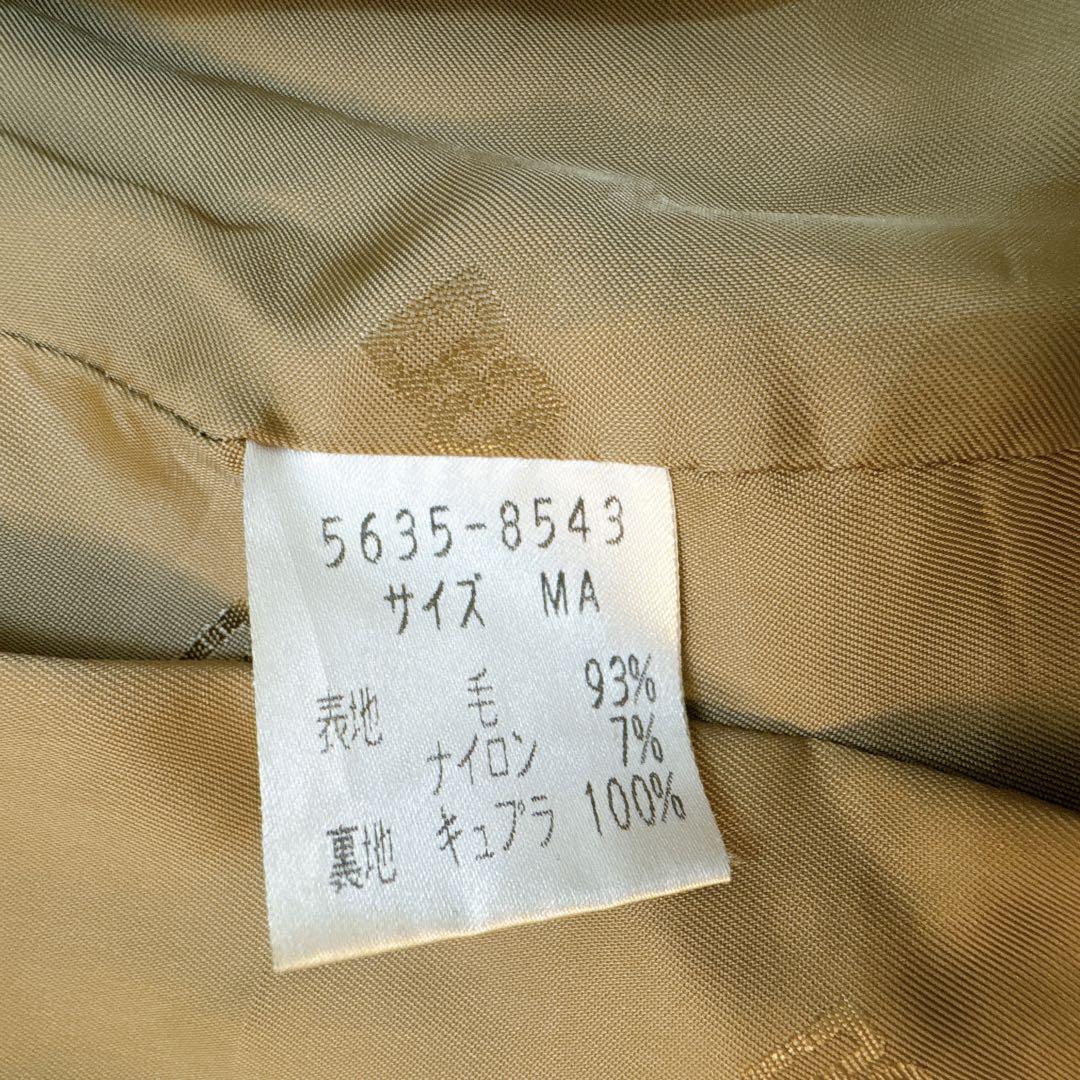 5635-8543
サイズ MA
表地 毛 93%
ナイロン 7%
裏地 キュプラ 100%